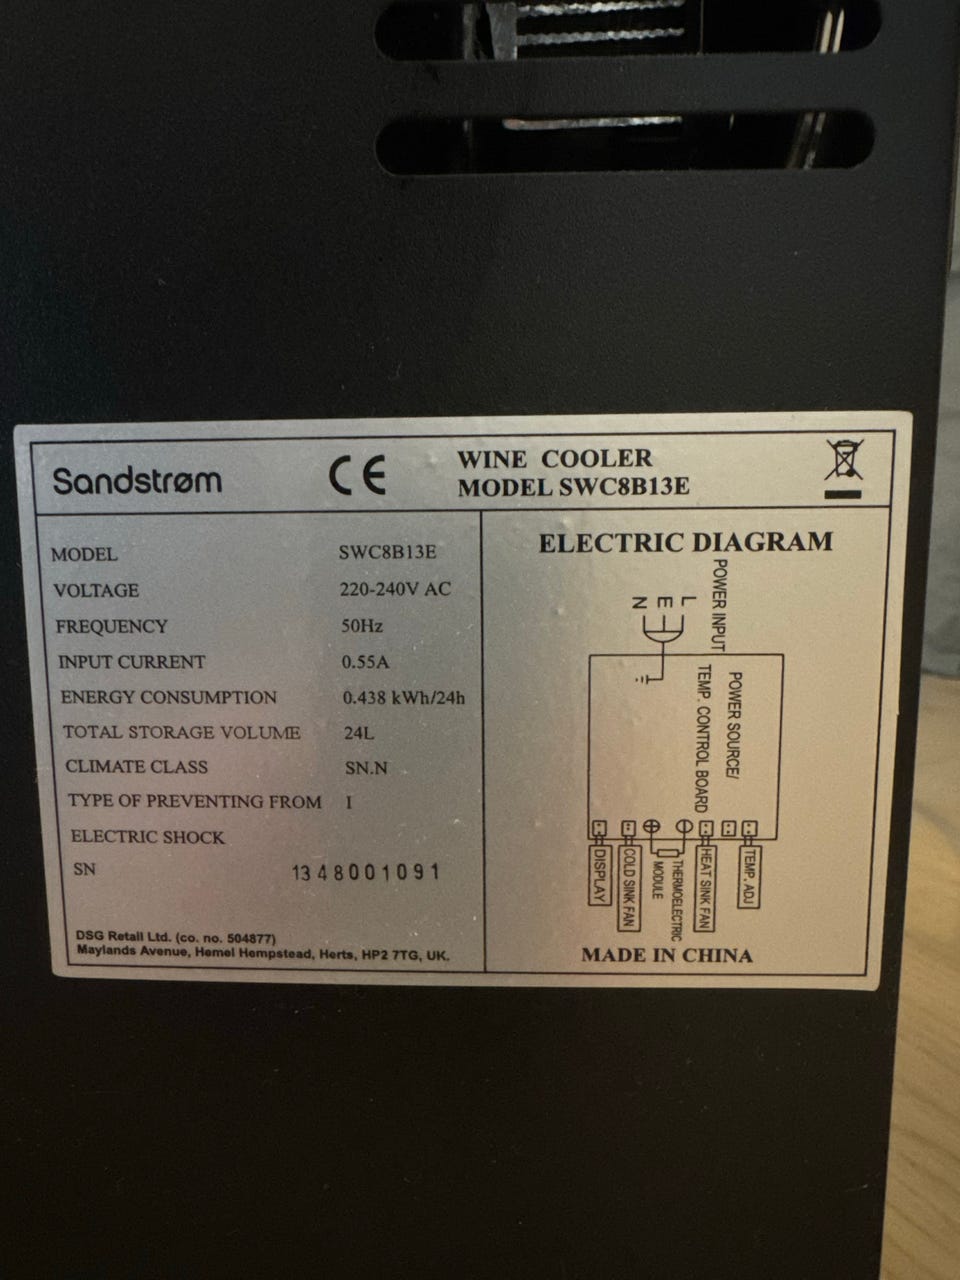 Sandstrøm
CE
WINE COOLER
MODEL SWC8B13E
MODEL SWC8B13E
VOLTAGE 220-240V AC
FREQUENCY 50Hz
INPUT CURRENT 0.55A
ENERGY CONSUMPTION 0.438 kWh/24h
TOTAL STORAGE VOLUME 24L
CLIMATE CLASS SN.N
TYPE OF PREVENTING FROM I
ELECTRIC SHOCK
SN 1348001091
DSG Retail Ltd. (co. no. 504877)
Maylands Avenue, Hemel Hempstead, Herts, HP2 7TG, UK.
ELECTRIC DIAGRAM
POWER INPUT
L
E
N
POWER SOURCE/
TEMP. CONTROL BOARD
TEMP. ADJ
HEAT SINK FAN
THERMOELECTRIC
MODULE
COLD SINK FAN
DISPLAY
MADE IN CHINA